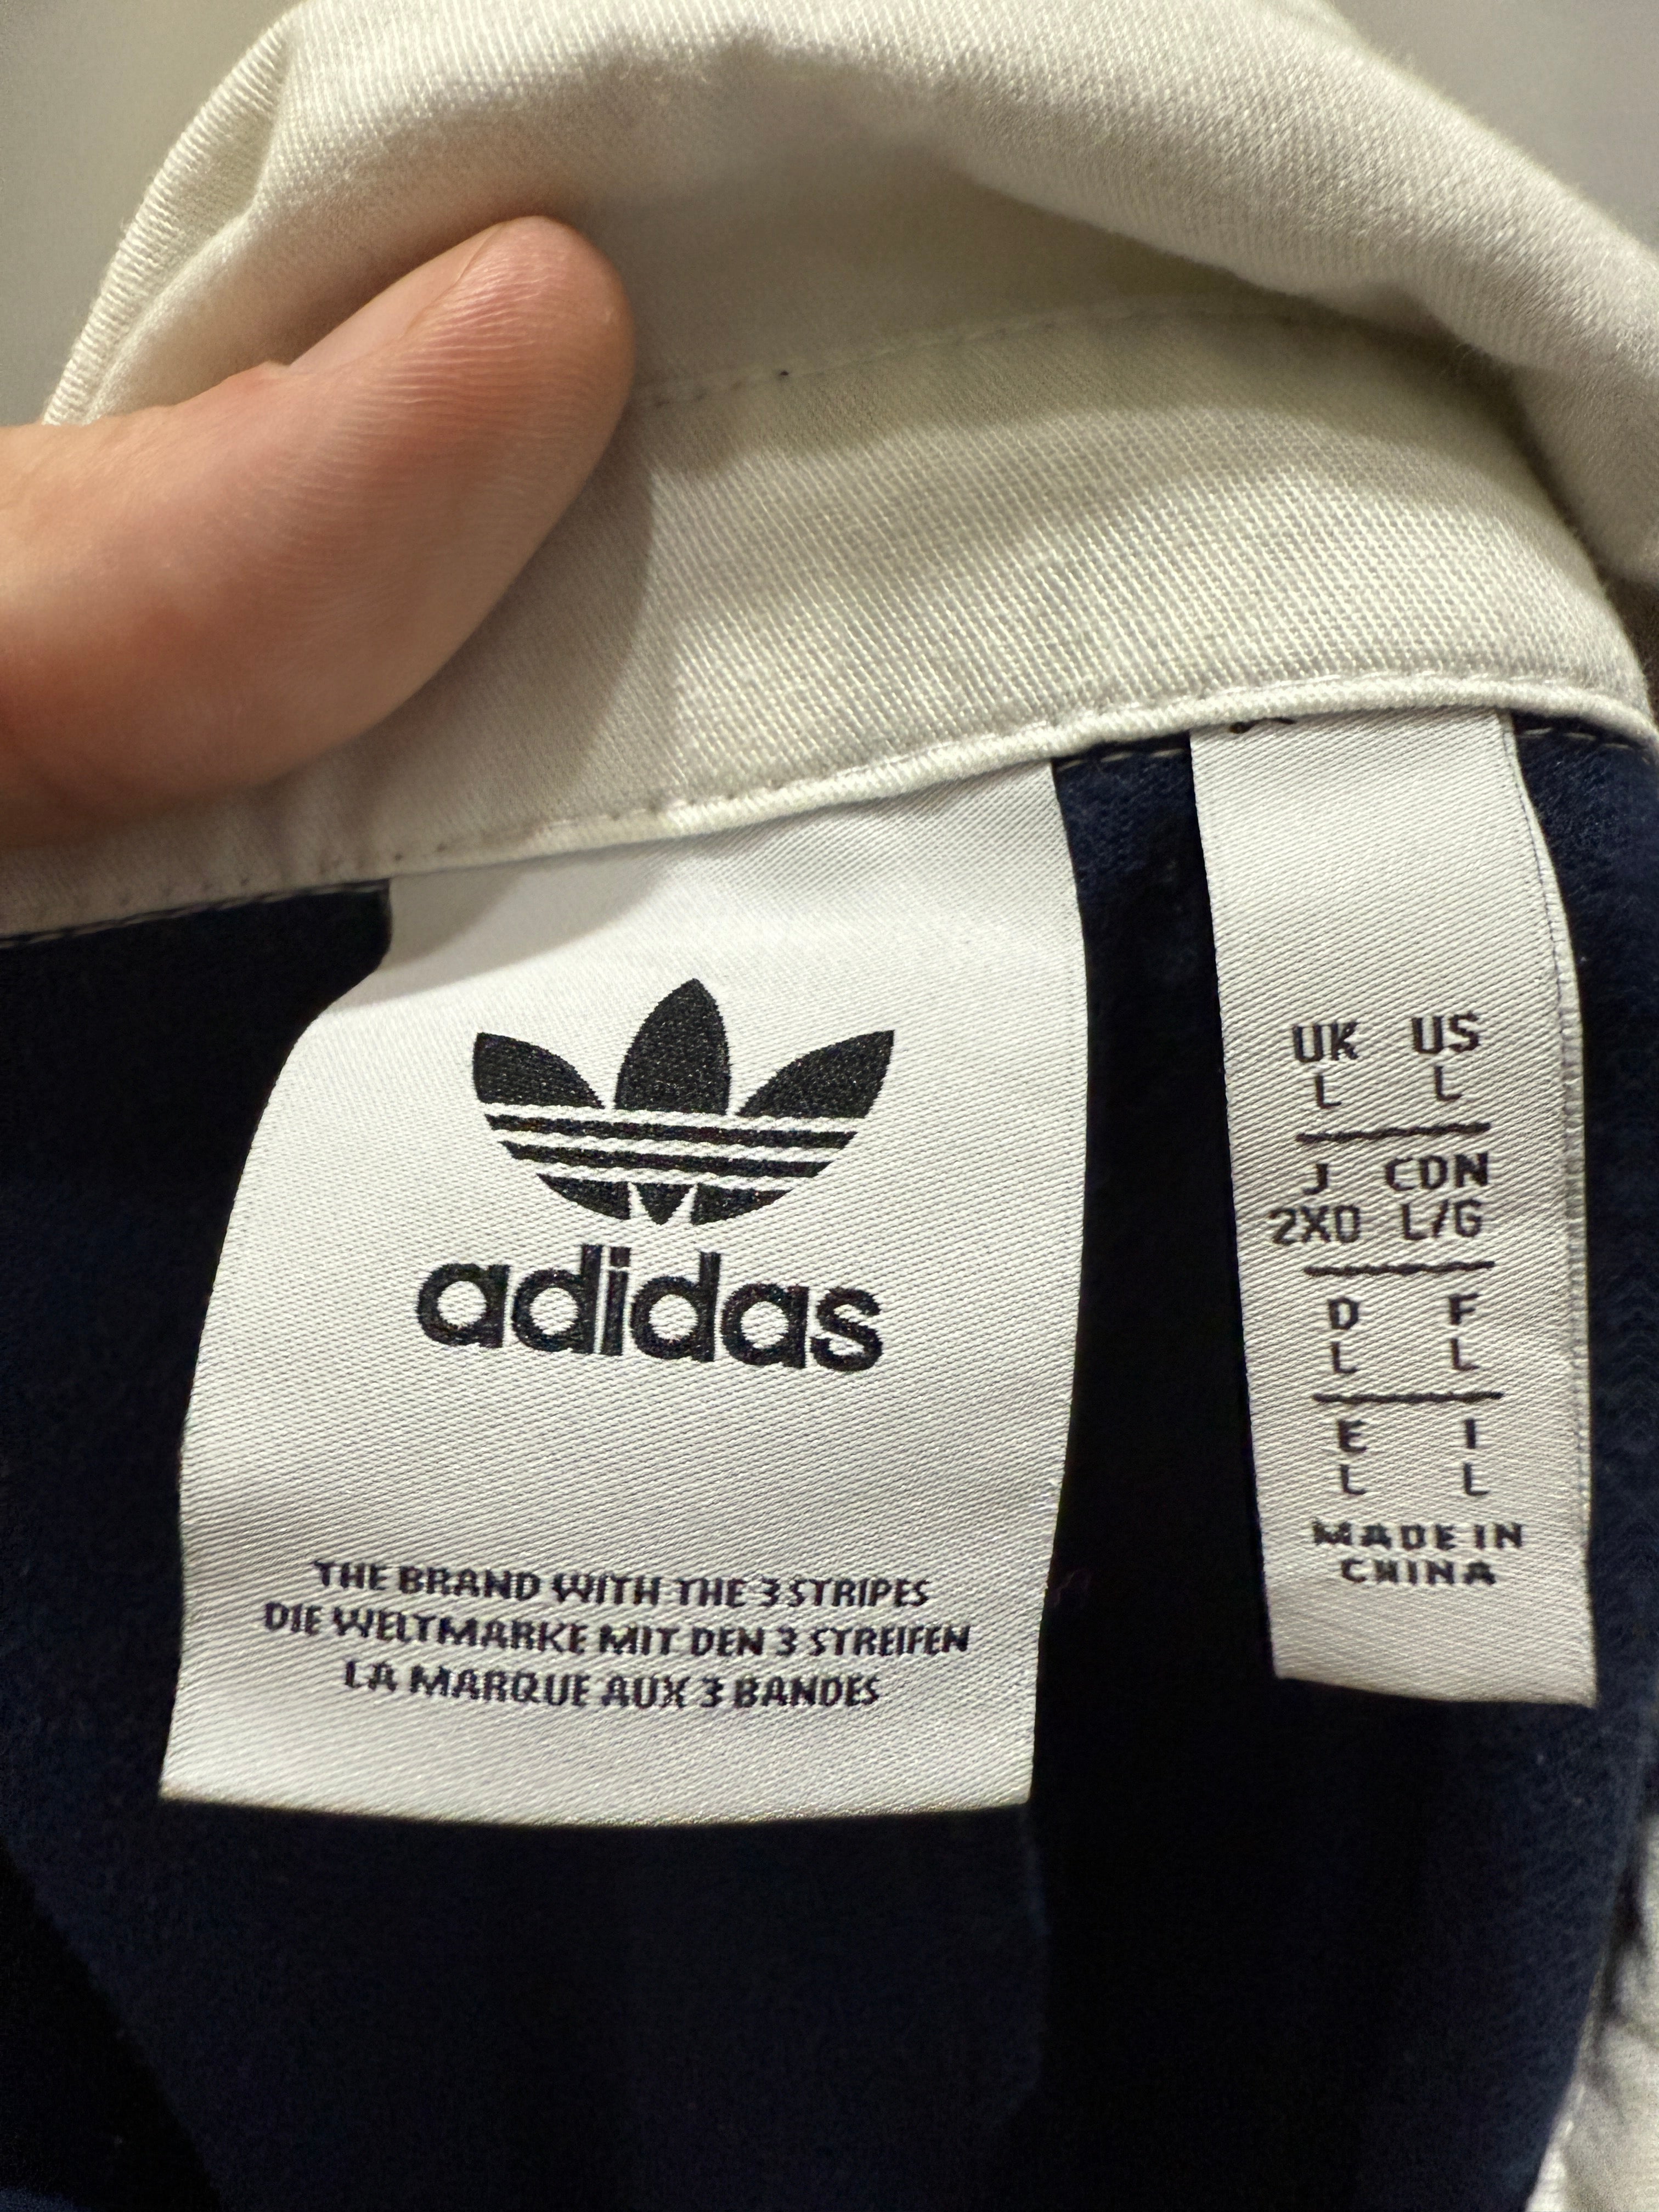 adidas
THE BRAND WITH THE 3 STRIPES
DIE WELTMARKE MIT DEN 3 STREIFEN
LA MARQUE AUX 3 BANDES
UK US
L L
J CDN
2XO L/G
D F
L L
E I
L L
MADE IN
CHINA